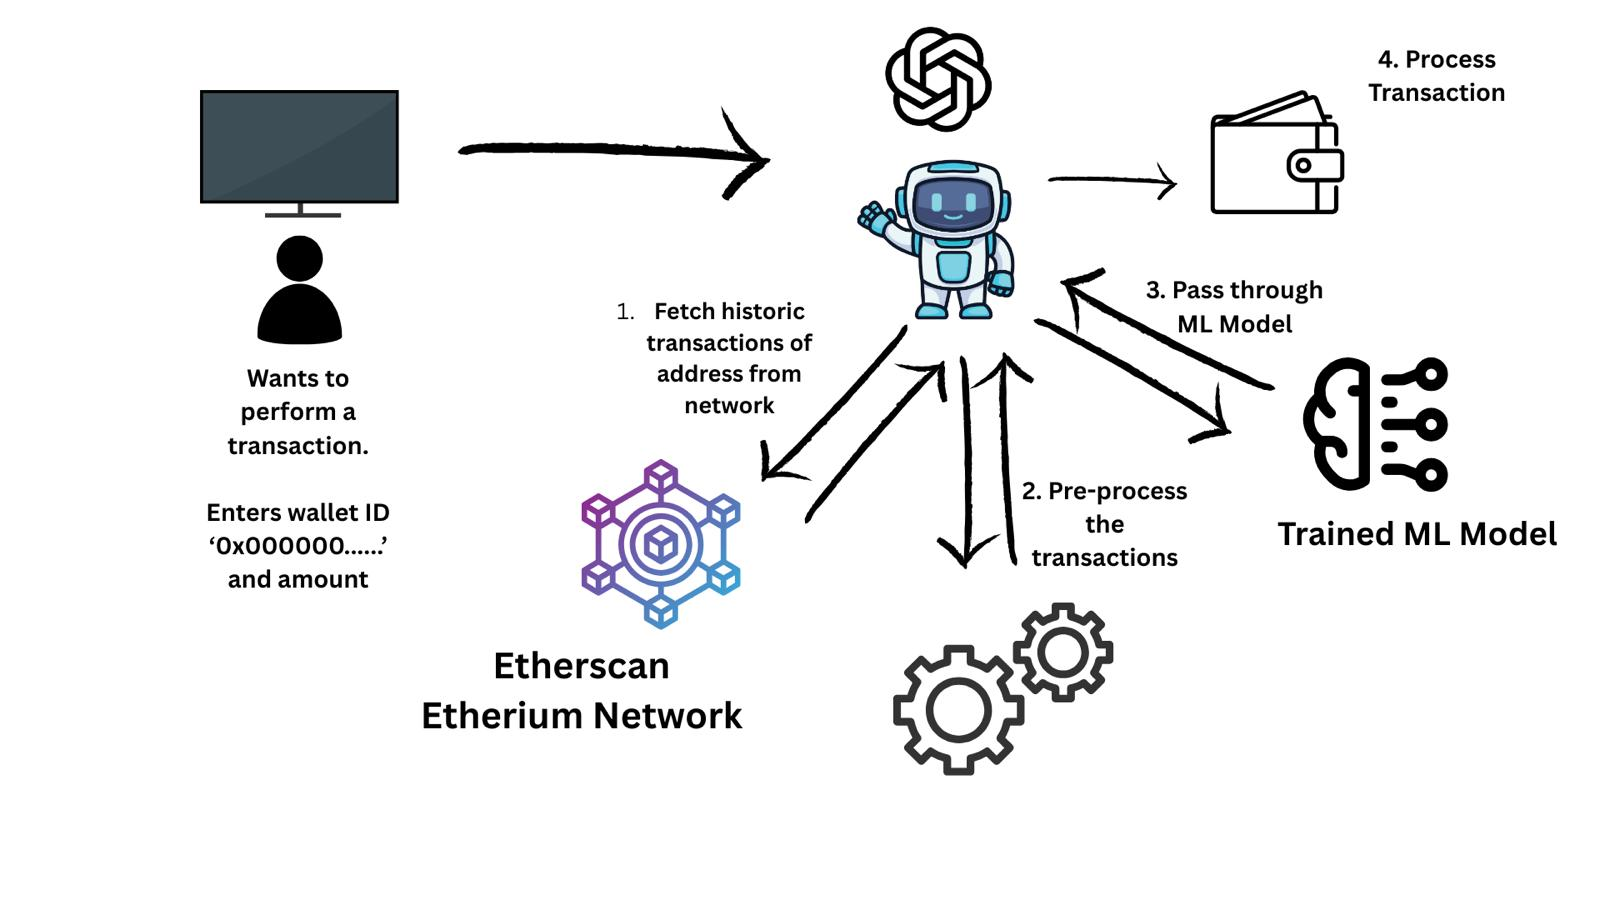 4. Process
Transaction
1. Fetch historic
transactions of
address from
network
3. Pass through
ML Model
Wants to
perform a
transaction.
Enters wallet ID
‘0x000000......’
and amount
2. Pre-process
the
transactions
Trained ML Model
Etherscan
Etherium Network